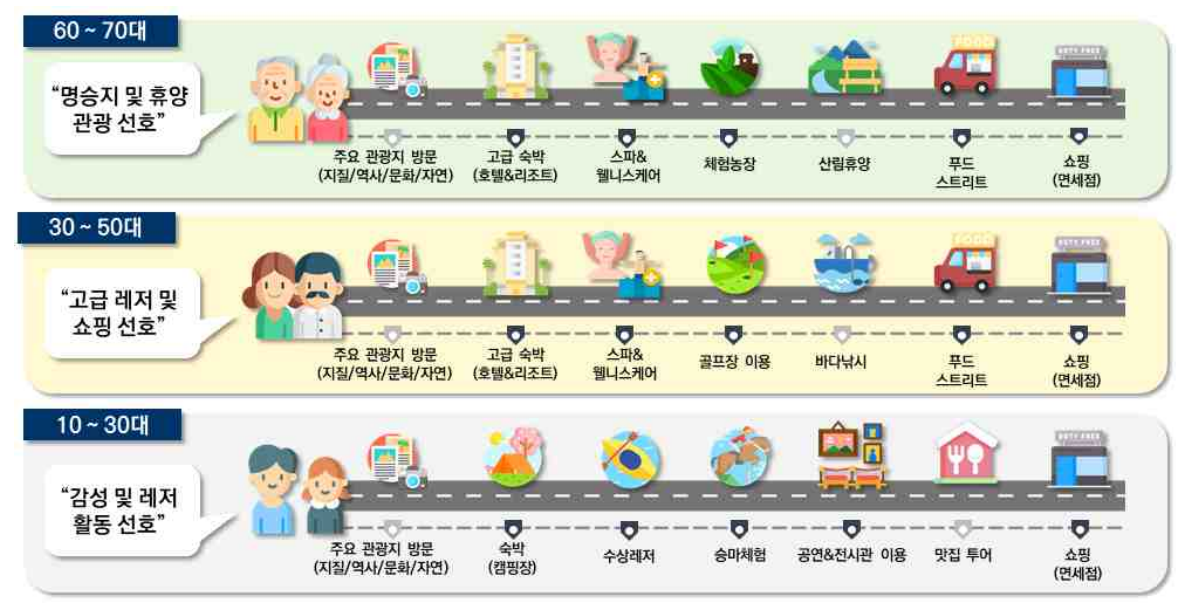 60 ~ 70대
“명승지 및 휴양
관광 선호”
FOOD
DUTY FREE
주요 관광지 방문
(지질/역사/문화/자연)
고급 숙박
(호텔&리조트)
스파&
웰니스케어
체험농장
산림휴양
푸드
스트리트
쇼핑
(면세점)
30 ~ 50대
“고급 레저 및
쇼핑 선호”
FOOD
DUTY FREE
주요 관광지 방문
(지질/역사/문화/자연)
고급 숙박
(호텔&리조트)
스파&
웰니스케어
골프장 이용
바다낚시
푸드
스트리트
쇼핑
(면세점)
10 ~ 30대
“감성 및 레저
활동 선호”
DUTY FREE
주요 관광지 방문
(지질/역사/문화/자연)
숙박
(캠핑장)
수상레저
승마체험
공연&전시관 이용
맛집 투어
쇼핑
(면세점)